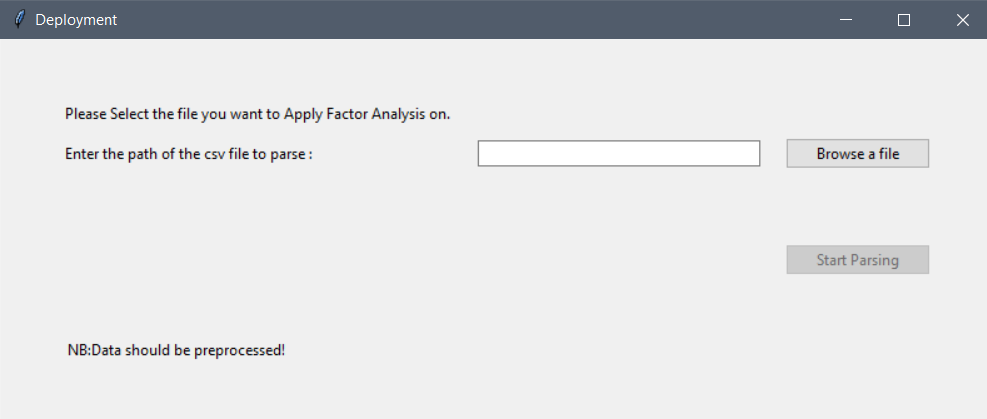 Deployment
Please Select the file you want to Apply Factor Analysis on.
Enter the path of the csv file to parse :
Browse a file
Start Parsing
NB:Data should be preprocessed!